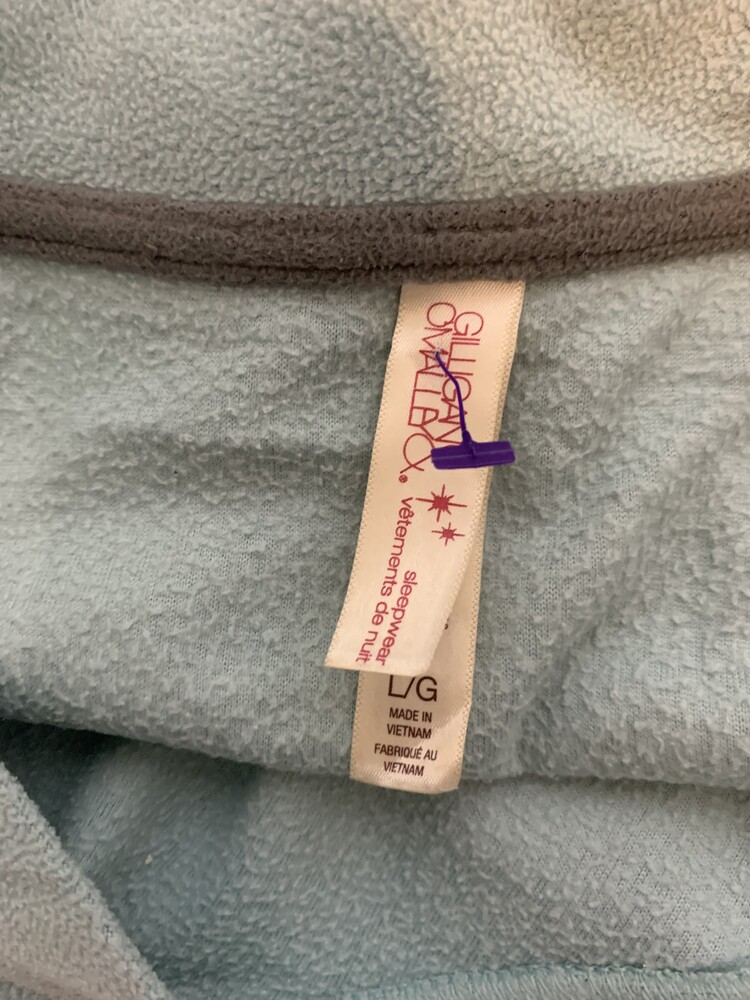 GILLIGAN &
O'MALLEY®
sleepwear
vêtements de nuit
L/G
MADE IN
VIETNAM
FABRIQUÉ AU
VIETNAM